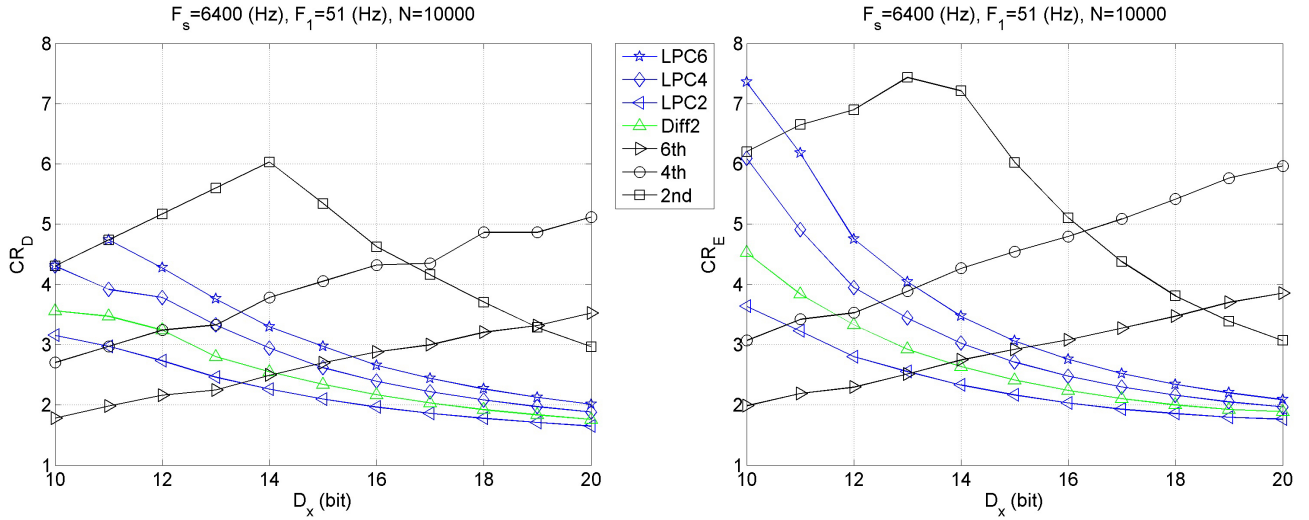 F_s=6400 (Hz), F_1=51 (Hz), N=10000
8
7
6
5
4
3
2
1
CR_D
10
12
14
16
18
20
D_x (bit)
LPC6
LPC4
LPC2
Diff2
6th
4th
2nd
F_s=6400 (Hz), F_1=51 (Hz), N=10000
8
7
6
5
4
3
2
1
CR_E
10
12
14
16
18
20
D_x (bit)